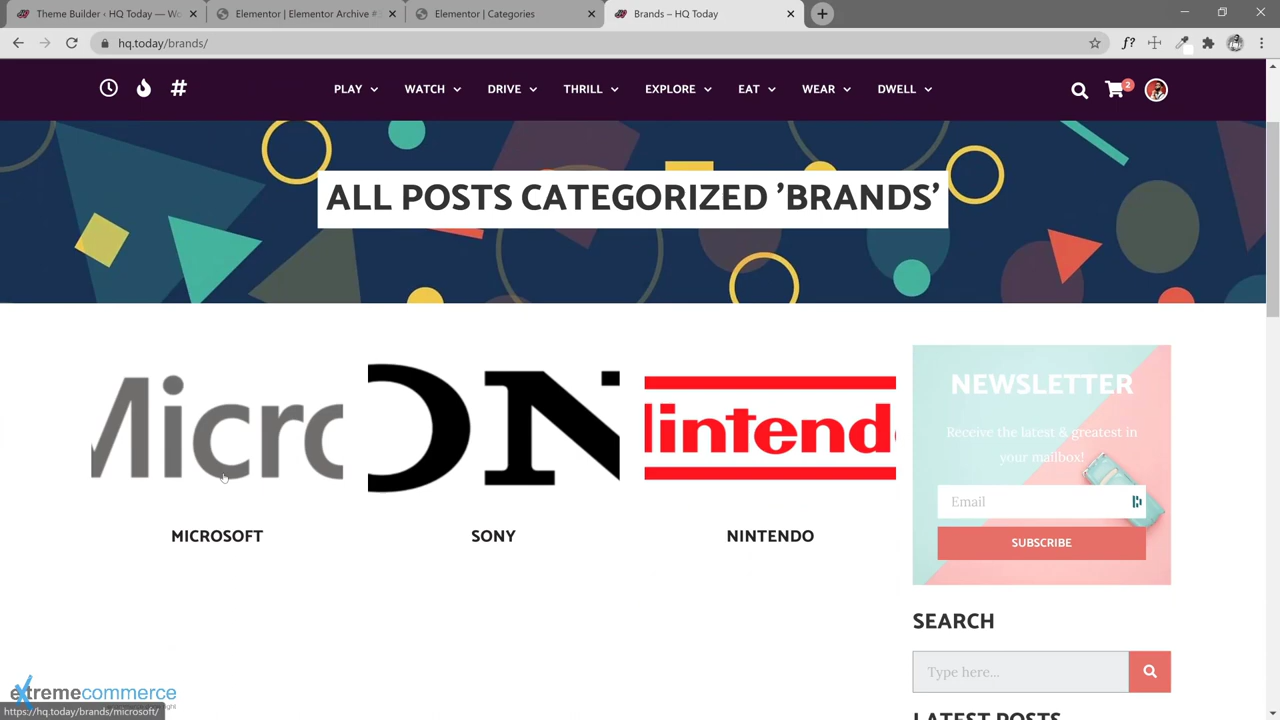 Theme Builder ‹ HQ Today — Wo
Elementor | Elementor Archive #
Elementor | Categories
Brands – HQ Today
hq.today/brands/
f?
#
PLAY
WATCH
DRIVE
THRILL
EXPLORE
EAT
WEAR
DWELL
2
ALL POSTS CATEGORIZED 'BRANDS'
Micro
ON
Nintendo
MICROSOFT
SONY
NINTENDO
NEWSLETTER
Receive the latest & greatest in
your mailbox!
Email
SUBSCRIBE
SEARCH
Type here...
LATEST POSTS
extremecommerce
https://hq.today/brands/microsoft/